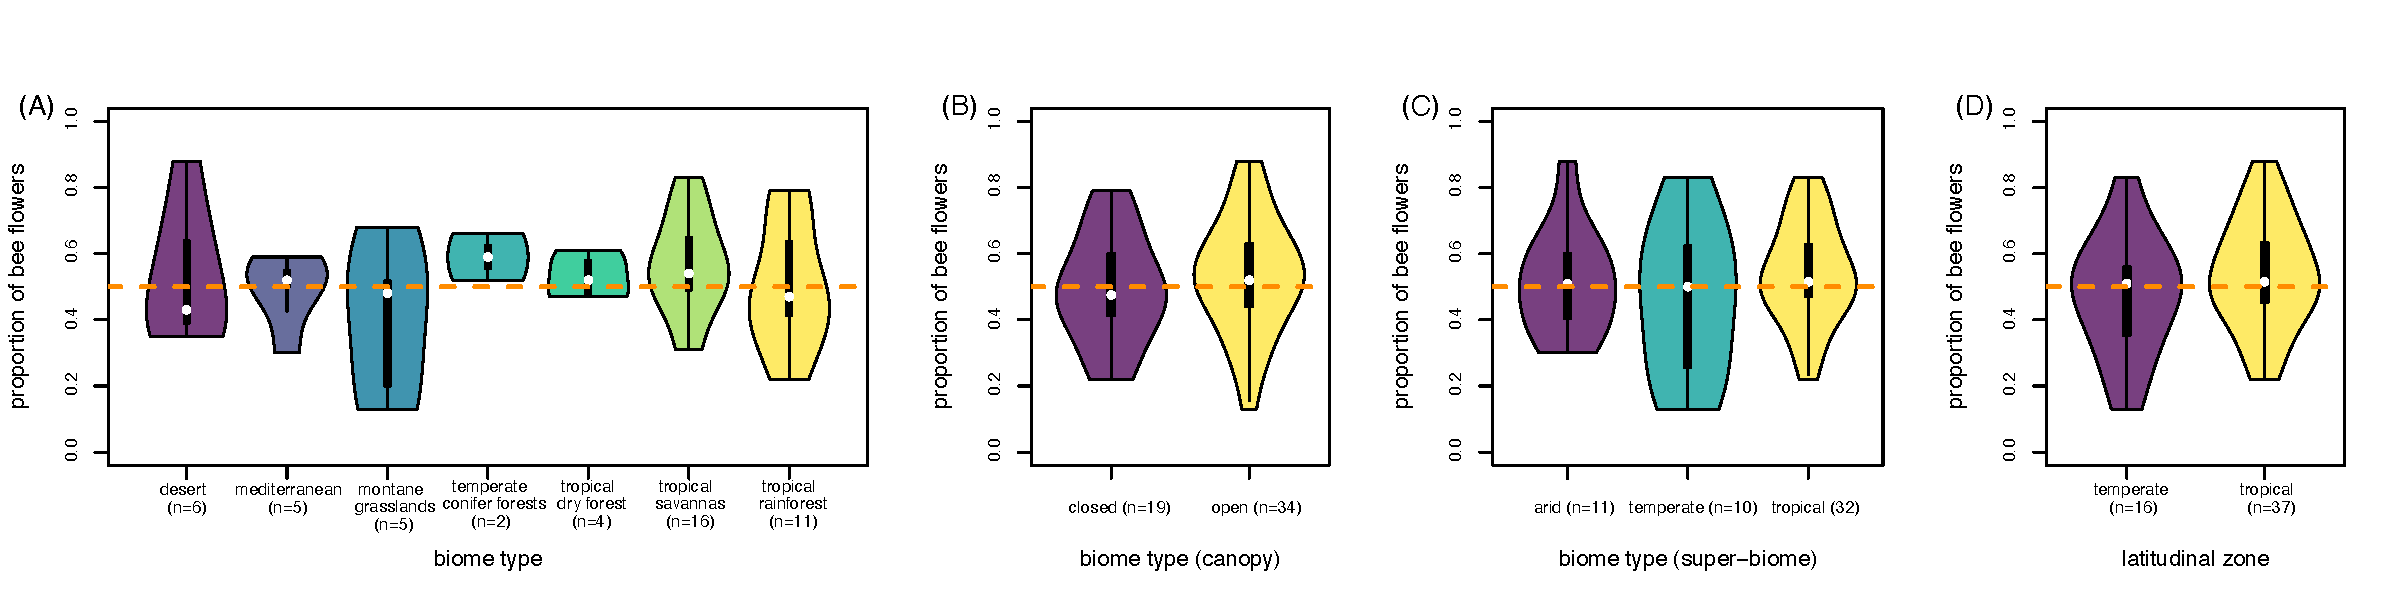 (A)
proportion of bee flowers
1.0
0.8
0.6
0.4
0.2
0.0
desert
(n=6)
mediterranean
(n=5)
montane
grasslands
(n=5)
temperate
conifer forests
(n=2)
tropical
dry forest
(n=4)
tropical
savannas
(n=16)
tropical
rainforest
(n=11)
biome type
(B)
proportion of bee flowers
1.0
0.8
0.6
0.4
0.2
0.0
closed (n=19)
open (n=34)
biome type (canopy)
(C)
proportion of bee flowers
1.0
0.8
0.6
0.4
0.2
0.0
arid (n=11)
temperate (n=10)
tropical (32)
biome type (super−biome)
(D)
proportion of bee flowers
1.0
0.8
0.6
0.4
0.2
0.0
temperate
(n=16)
tropical
(n=37)
latitudinal zone